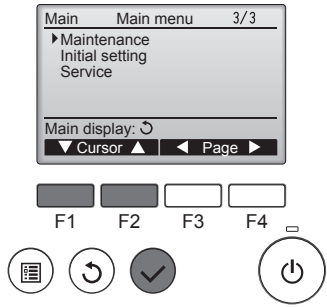 Main Main menu 3/3
Maintenance
Initial setting
Service
Main display:
Cursor Page
F1 F2 F3 F4